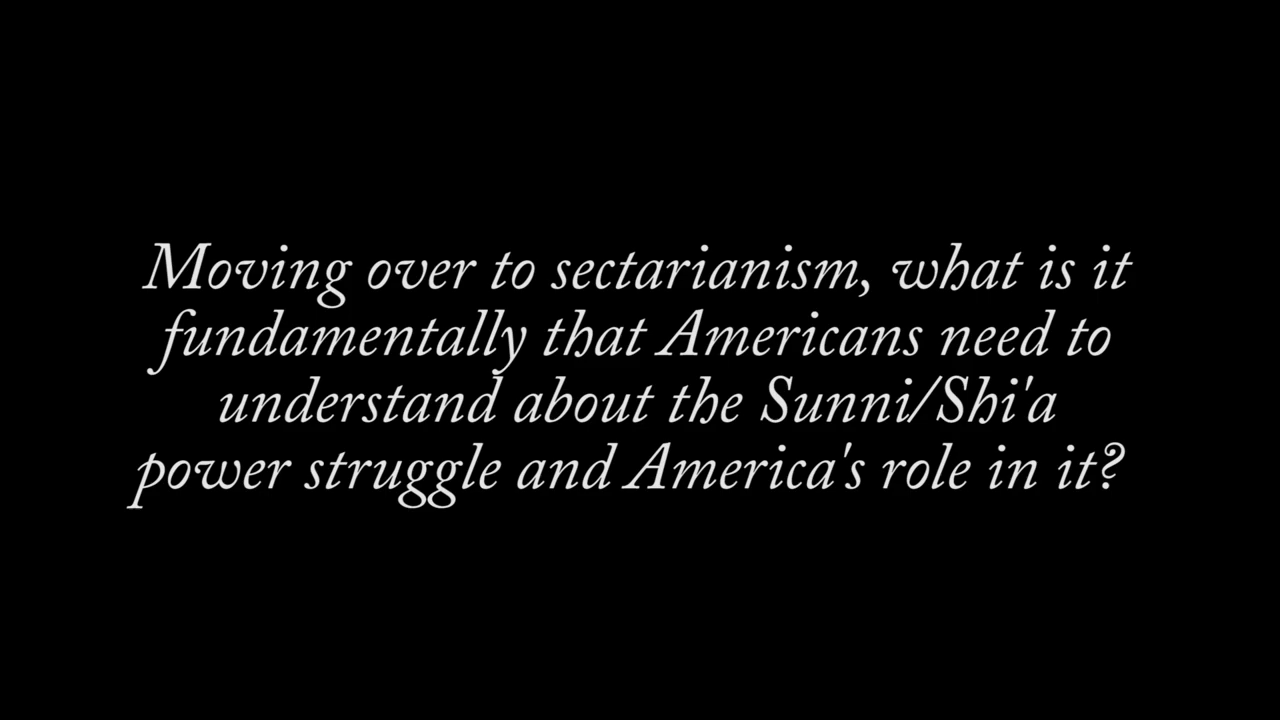 Moving over to sectarianism, what is it
fundamentally that Americans need to
understand about the Sunni/Shi'a
power struggle and America's role in it?